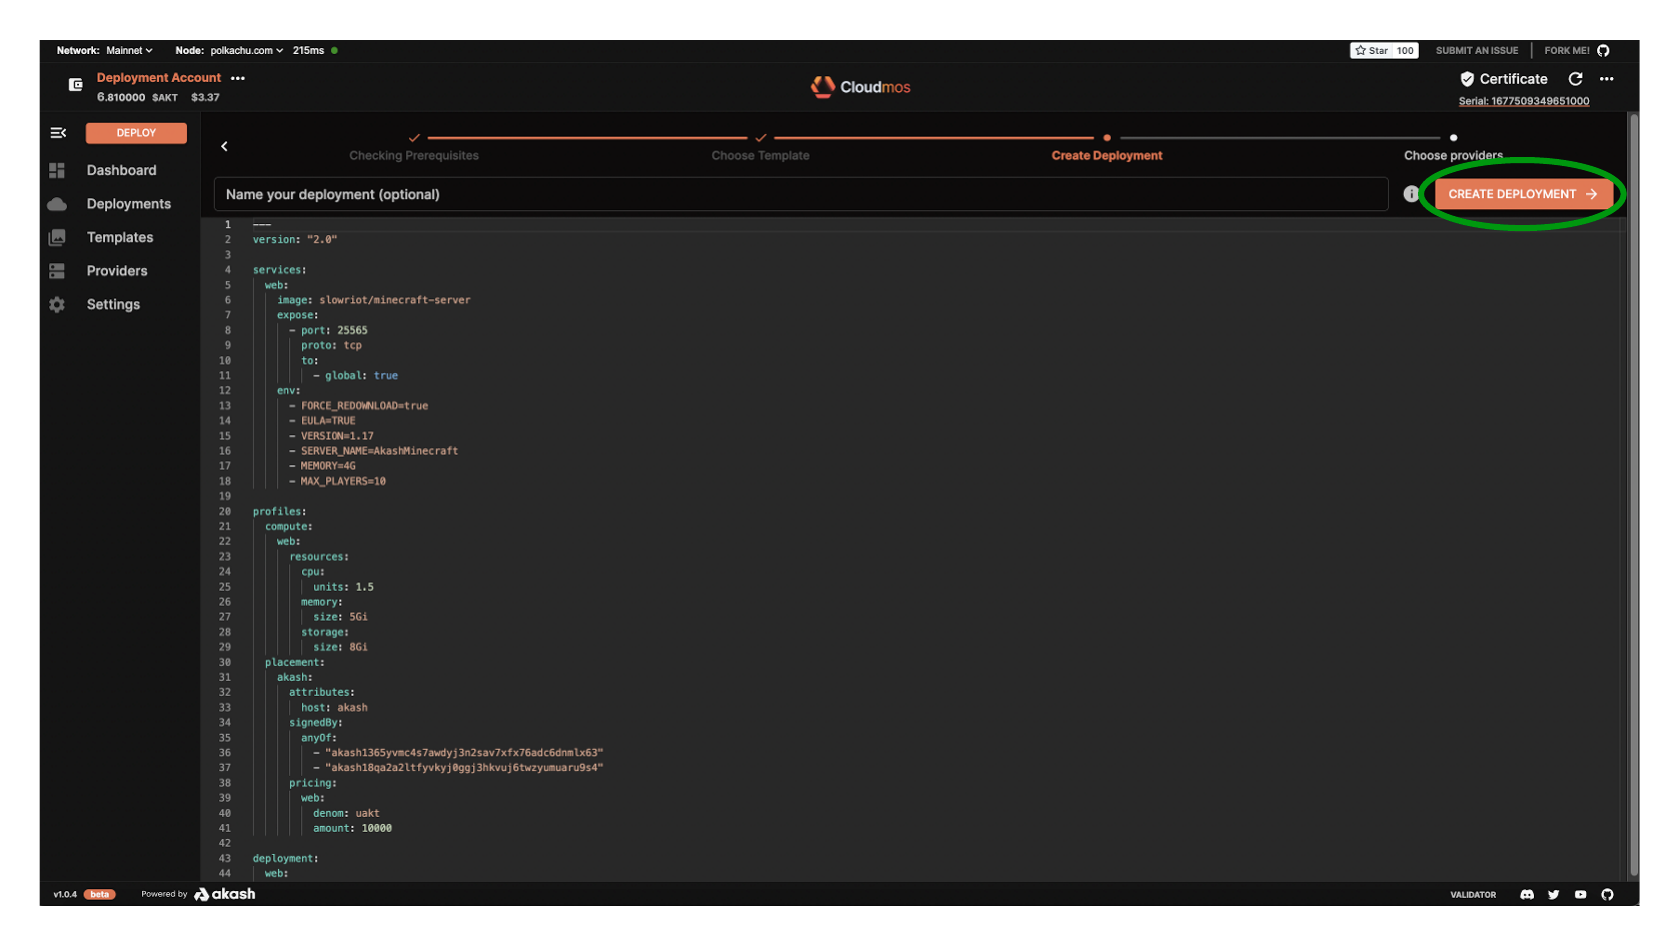 Network: Mainnet Node: polkachu.com 215ms
Star 100 SUBMIT AN ISSUE FORK ME!
Deployment Account ...
6.810000 $AKT $3.37
Cloudmos
Certificate ...
Serial: 1677509349651000
DEPLOY
Dashboard
Deployments
Templates
Providers
Settings
Checking Prerequisites
Choose Template
Create Deployment
Choose providers
Name your deployment (optional)
CREATE DEPLOYMENT →
1 ---
2 version: "2.0"
3
4 services:
5 web:
6 image: slowriot/minecraft-server
7 expose:
8 - port: 25565
9 proto: tcp
10 to:
11 - global: true
12 env:
13 - FORCE_REDOWNLOAD=true
14 - EULA=TRUE
15 - VERSION=1.17
16 - SERVER_NAME=AkashMinecraft
17 - MEMORY=4G
18 - MAX_PLAYERS=10
19
20 profiles:
21 compute:
22 web:
23 resources:
24 cpu:
25 units: 1.5
26 memory:
27 size: 5Gi
28 storage:
29 size: 8Gi
30 placement:
31 akash:
32 attributes:
33 host: akash
34 signedBy:
35 anyOf:
36 - "akash1365yvmc4s7awdyj3n2sav7xfx76adc6dnmlx63"
37 - "akash18qa2a2ltfyvkyj0ggj3hkvuj6twzyumuaru9s4"
38 pricing:
39 web:
40 denom: uakt
41 amount: 10000
42
43 deployment:
44 web:
v1.0.4 beta Powered by akash
VALIDATOR